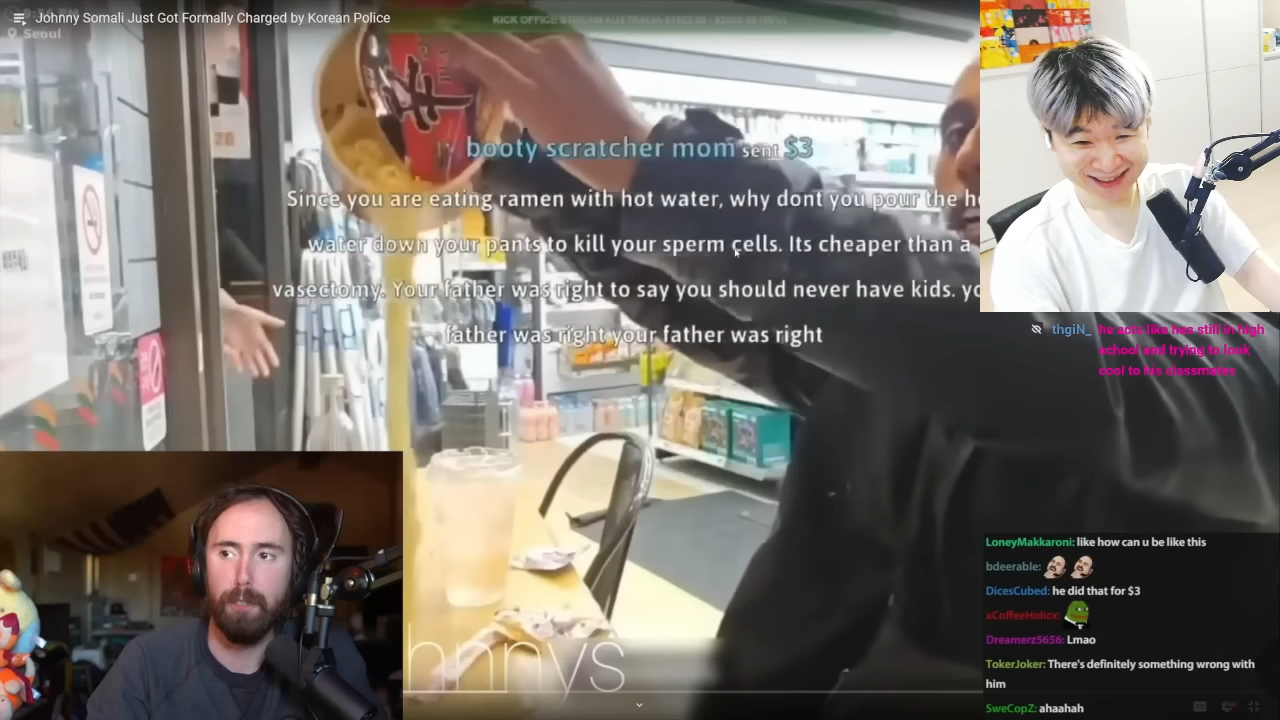 Johnny Somali Just Got Formally Charged by Korean Police
Seoul
KICK OFFICE
辛
booty scratcher mom sent $3
Since you are eating ramen with hot water, why dont you pour the h
water down your pants to kill your sperm cells. Its cheaper than a
vasectomy. Your father was right to say you should never have kids. yo
father was right your father was right
thgiN_ he acts like hes still in high
school and trying to look
cool to his classmates
LoneyMakkaroni: like how can u be like this
bdeerable:
DicesCubed: he did that for $3
xCoffeeHolicx:
Dreamerz5656: Lmao
TokerJoker: There's definitely something wrong with
him
SweCopZ: ahaahah
hnnys